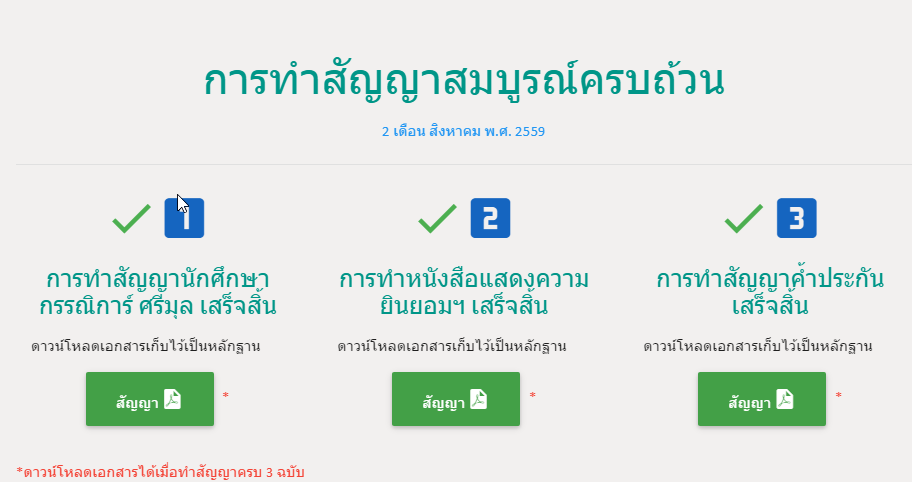 การทำสัญญาสมบูรณ์ครบถ้วน
2 เดือน สิงหาคม พ.ศ. 2559
1
2
3
การทำสัญญานักศึกษา
กรรณิการ์ ศรีมุล เสร็จสิ้น
การทำหนังสือแสดงความ
ยินยอมฯ เสร็จสิ้น
การทำสัญญาค้ำประกัน
เสร็จสิ้น
ดาวน์โหลดเอกสารเก็บไว้เป็นหลักฐาน
ดาวน์โหลดเอกสารเก็บไว้เป็นหลักฐาน
ดาวน์โหลดเอกสารเก็บไว้เป็นหลักฐาน
สัญญา *
สัญญา *
สัญญา *
*ดาวน์โหลดเอกสารได้เมื่อทำสัญญาครบ 3 ฉบับ